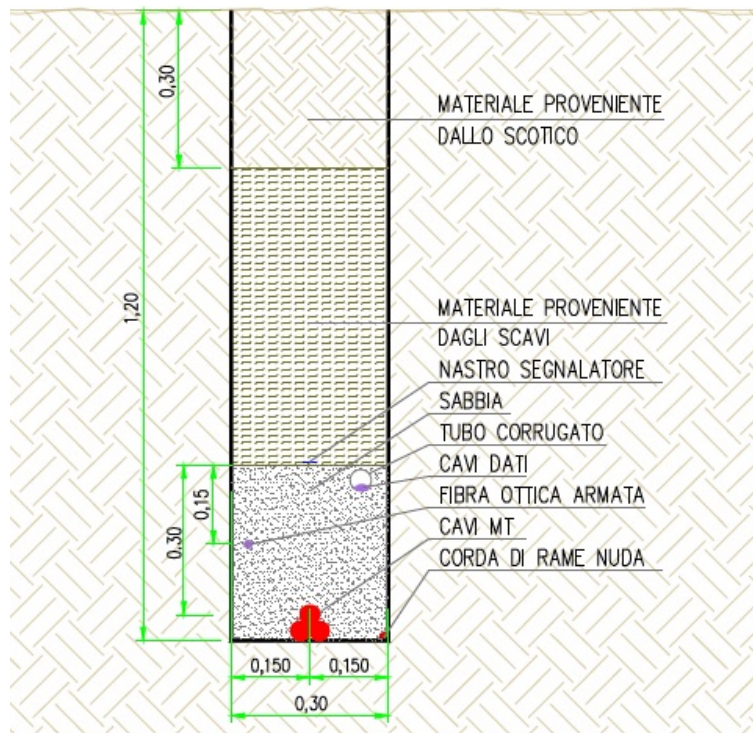 0,30
MATERIALE PROVENIENTE
DALLO SCOTICO
1,20
MATERIALE PROVENIENTE
DAGLI SCAVI
NASTRO SEGNALATORE
SABBIA
TUBO CORRUGATO
CAVI DATI
0,15
FIBRA OTTICA ARMATA
0.30
CAVI MT
CORDA DI RAME NUDA
0,150
0,150
0,30